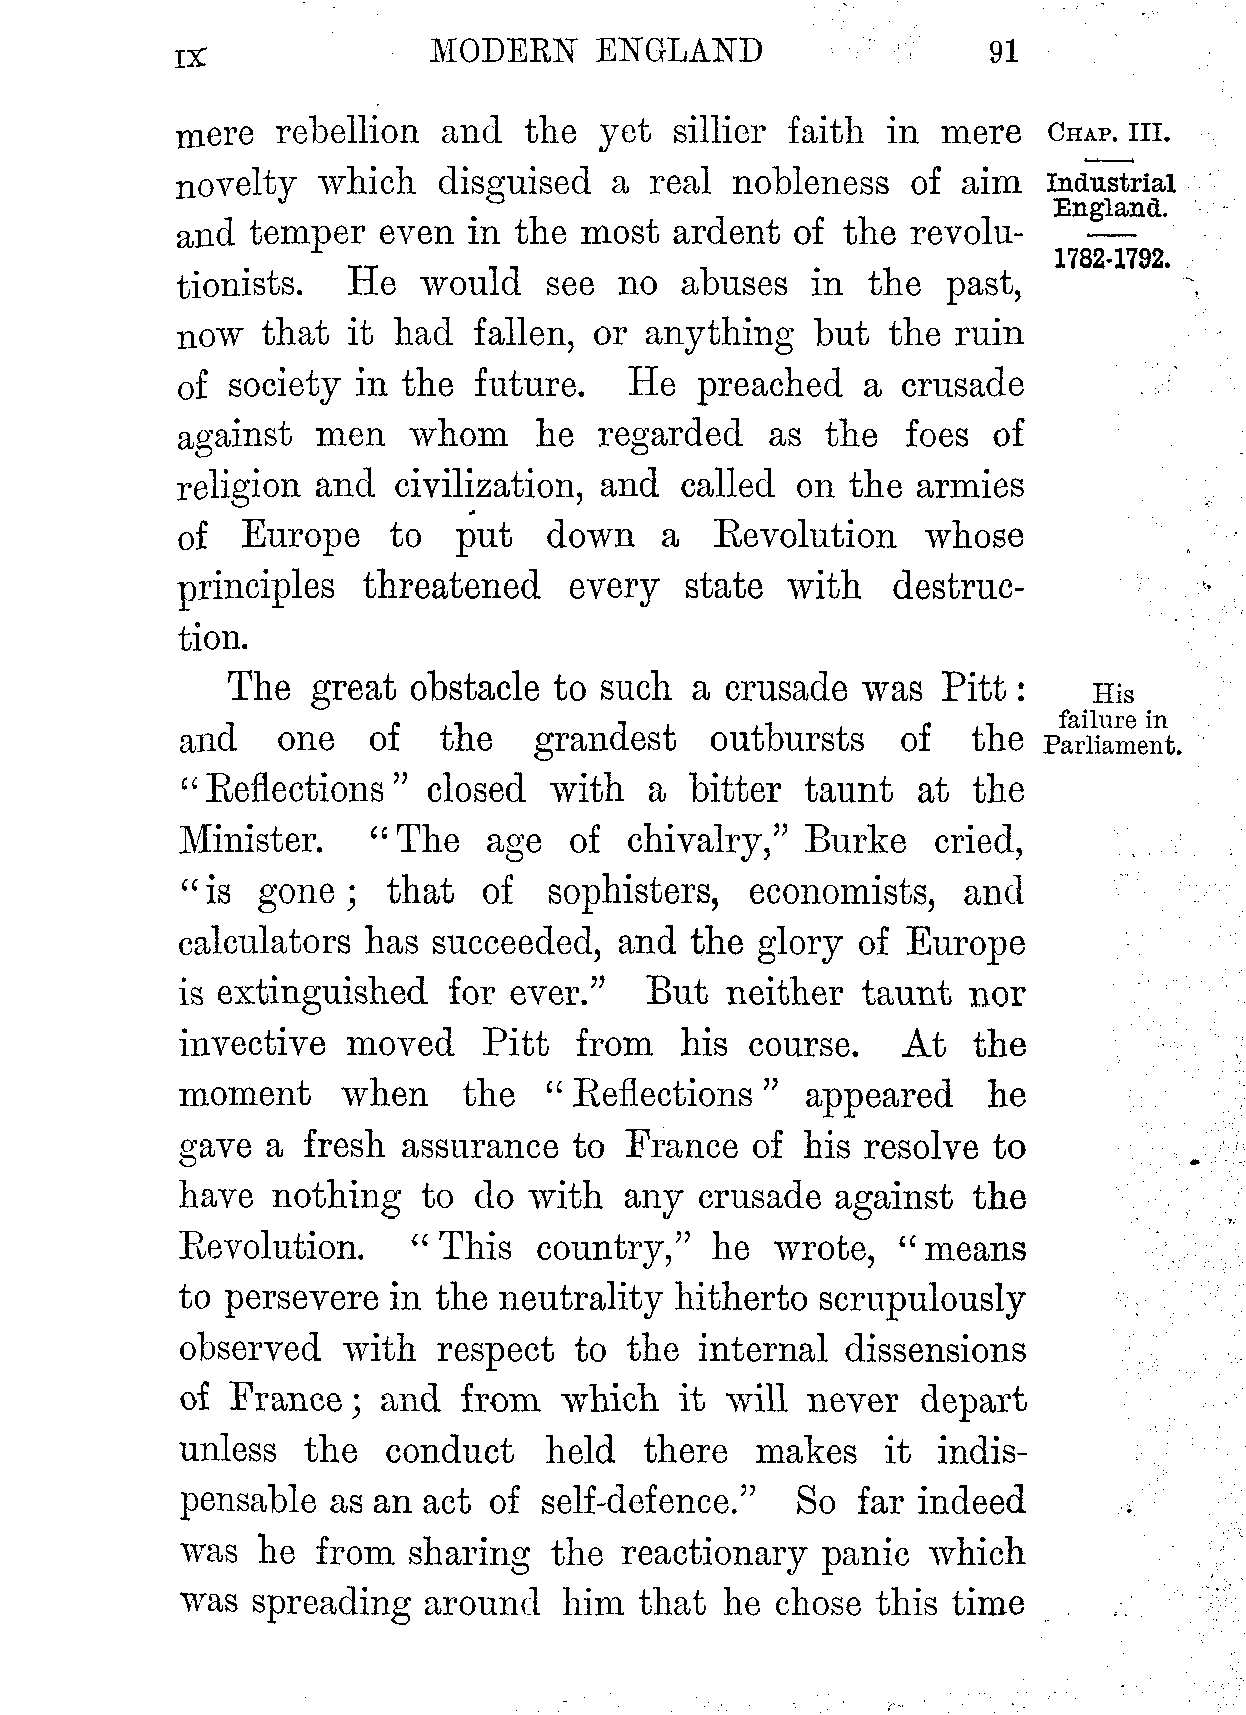 IX MODERN ENGLAND 91
mere rebellion and the yet sillier faith in mere
novelty which disguised a real nobleness of aim
and temper even in the most ardent of the revolu-
tionists. He would see no abuses in the past,
now that it had fallen, or anything but the ruin
of society in the future. He preached a crusade
against men whom he regarded as the foes of
religion and civilization, and called on the armies
of Europe to put down a Revolution whose
principles threatened every state with destruc-
tion.
CHAP. III.
Industrial
England.
1782-1792.
The great obstacle to such a crusade was Pitt :
and one of the grandest outbursts of the
“ Reflections ” closed with a bitter taunt at the
Minister. “ The age of chivalry,” Burke cried,
“ is gone ; that of sophisters, economists, and
calculators has succeeded, and the glory of Europe
is extinguished for ever.” But neither taunt nor
invective moved Pitt from his course. At the
moment when the “ Reflections ” appeared he
gave a fresh assurance to France of his resolve to
have nothing to do with any crusade against the
Revolution. “ This country,” he wrote, “ means
to persevere in the neutrality hitherto scrupulously
observed with respect to the internal dissensions
of France ; and from which it will never depart
unless the conduct held there makes it indis-
pensable as an act of self-defence.” So far indeed
was he from sharing the reactionary panic which
was spreading around him that he chose this time
His
failure in
Parliament.